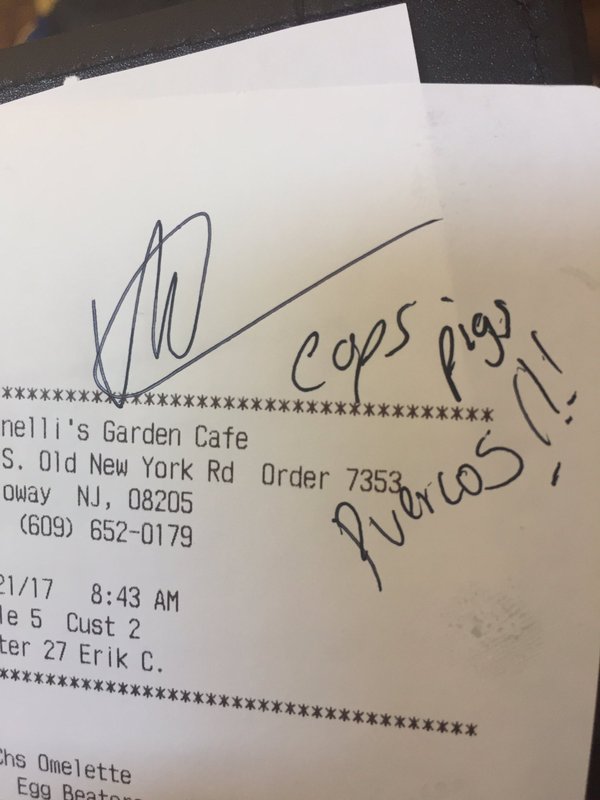 cops pigs
puercos !!!
*****************************************
nelli's Garden Cafe
S. Old New York Rd Order 7353
oway NJ, 08205
(609) 652-0179
21/17 8:43 AM
le 5 Cust 2
ter 27 Erik C.
*****************************************
Chs Omelette
Egg Beaters